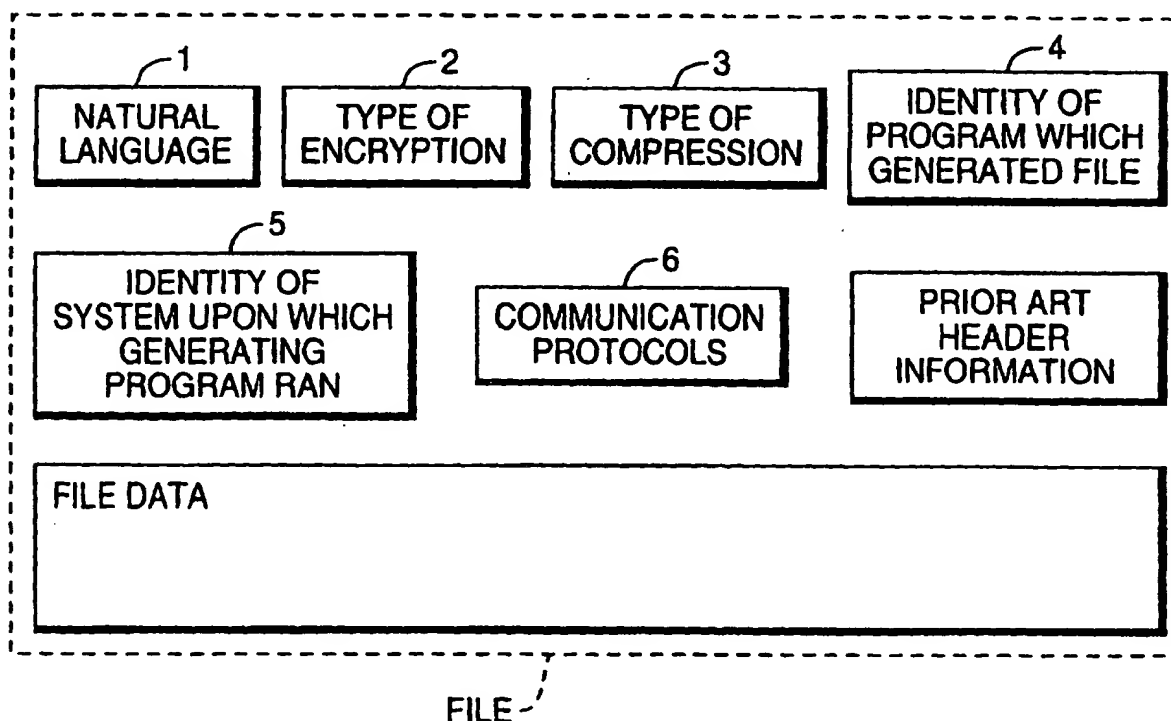 1
NATURAL
LANGUAGE
2
TYPE OF
ENCRYPTION
3
TYPE OF
COMPRESSION
4
IDENTITY OF
PROGRAM WHICH
GENERATED FILE
5
IDENTITY OF
SYSTEM UPON WHICH
GENERATING
PROGRAM RAN
6
COMMUNICATION
PROTOCOLS
PRIOR ART
HEADER
INFORMATION
FILE DATA
FILE